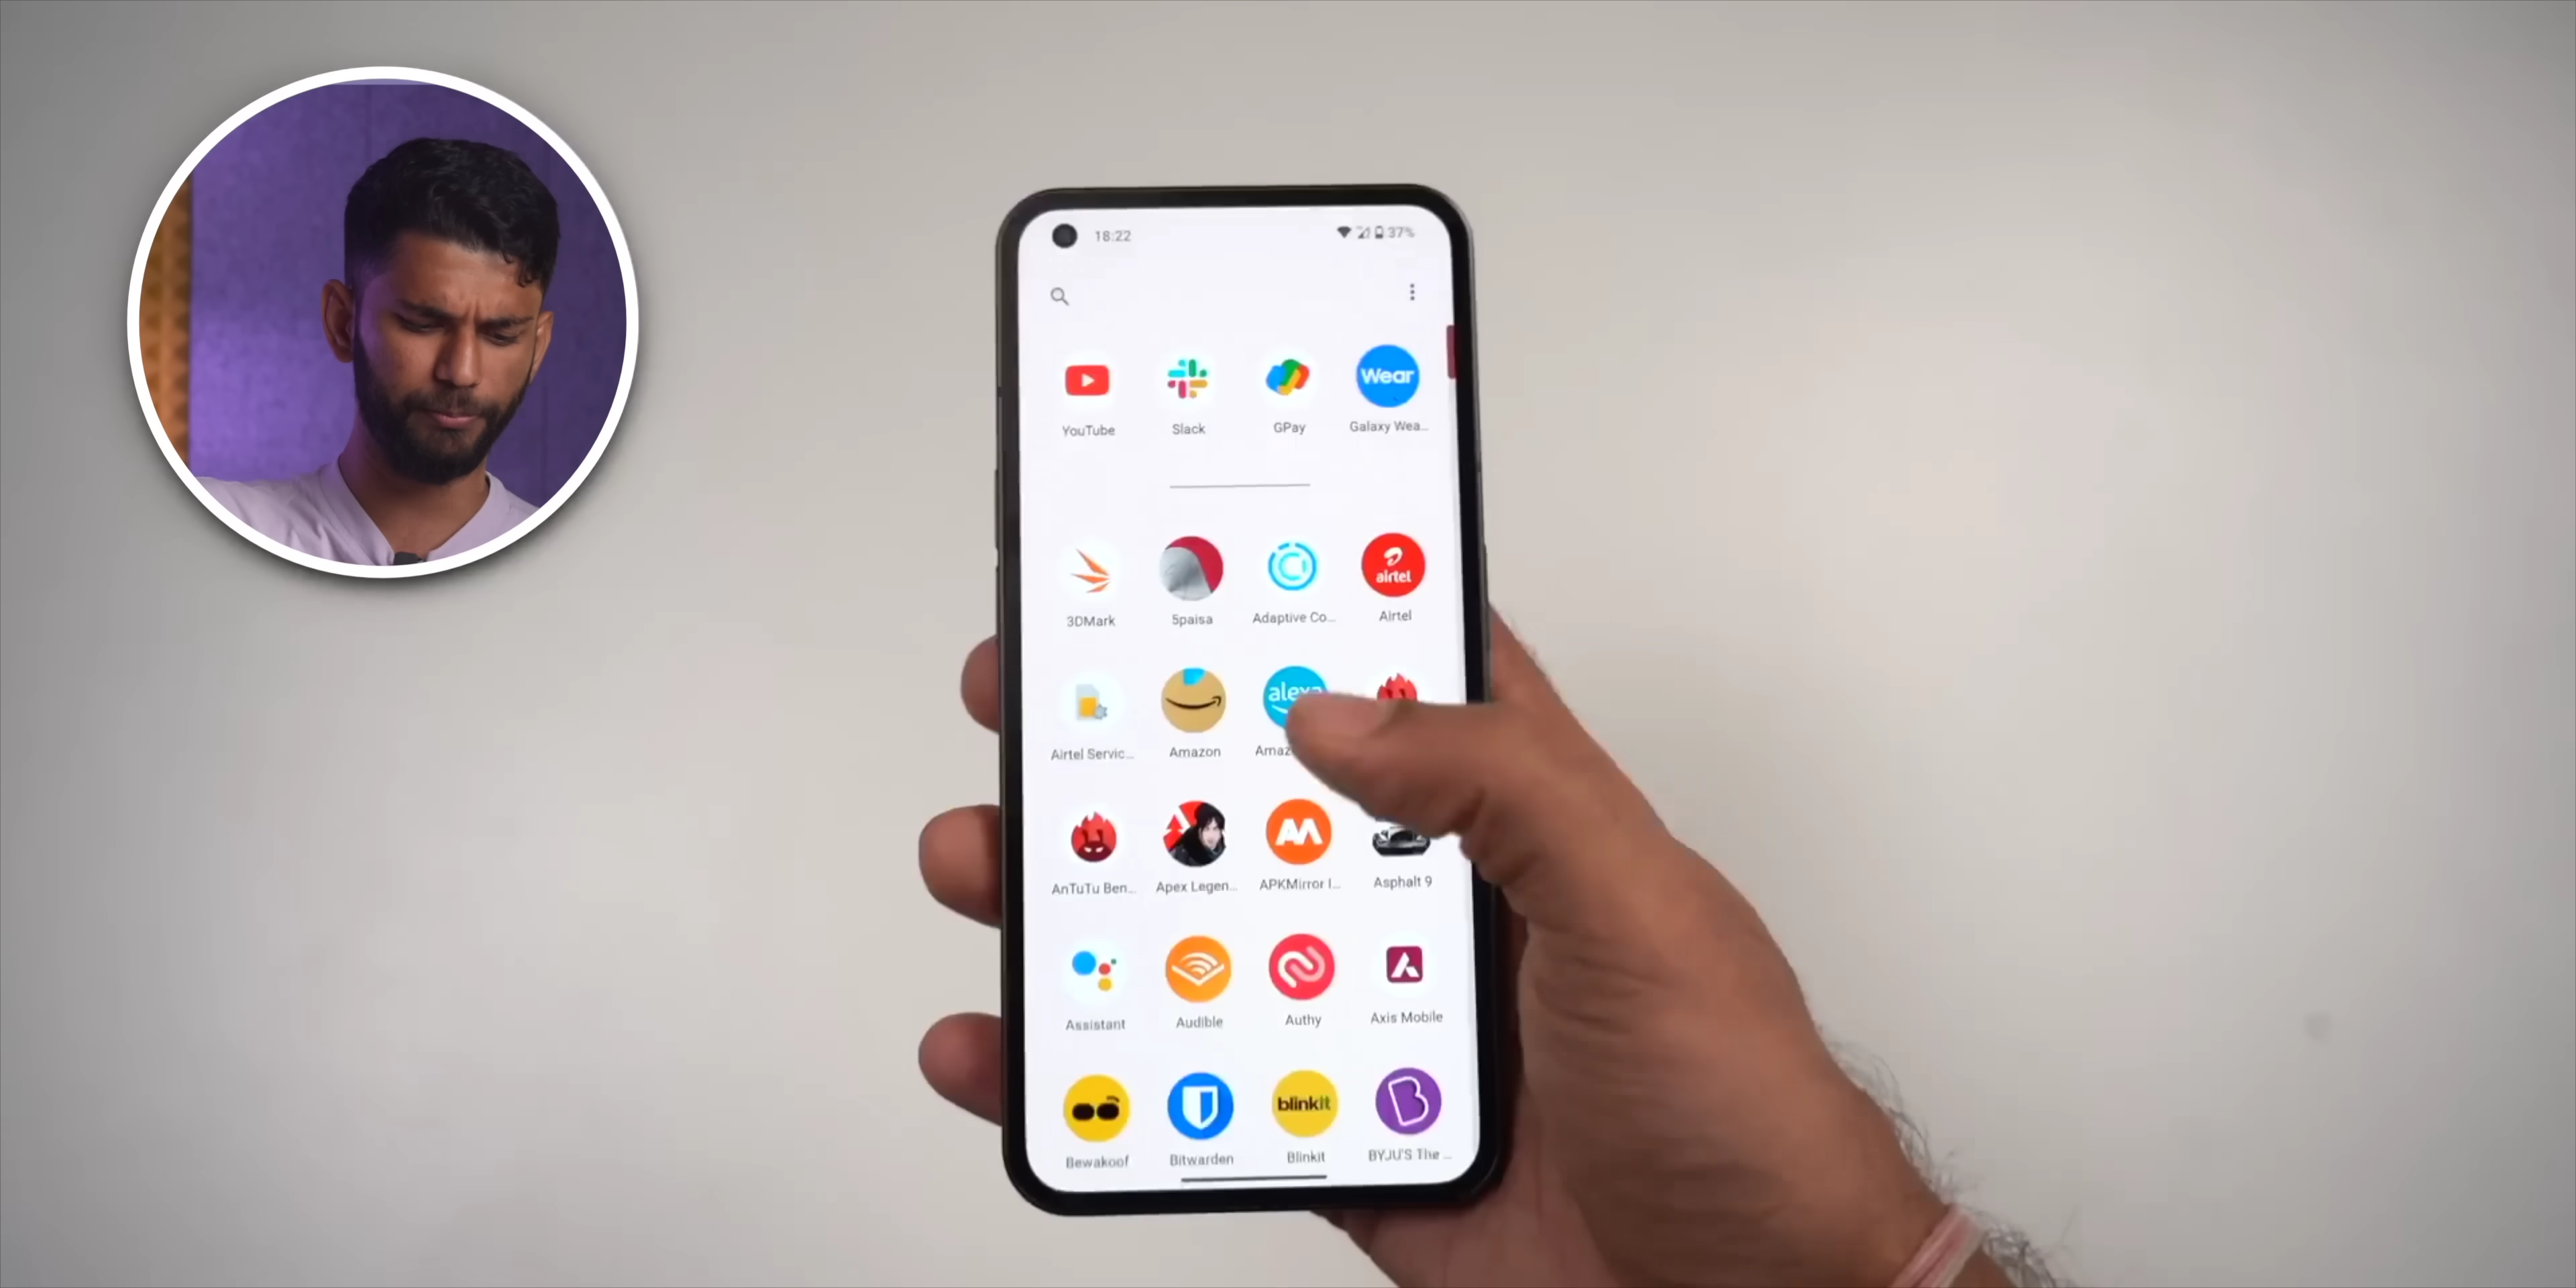 18:22 37%
YouTube Slack GPay Wear Galaxy Wea...
3DMark 5paisa Adaptive Co... airtel Airtel
Airtel Servic... Amazon alexa
AnTuTu Ben... Apex Legen... APKMirror I... Asphalt 9
Assistant Audible Authy Axis Mobile
Bewakoof Bitwarden blinkit Blinkit BYJU'S The ...